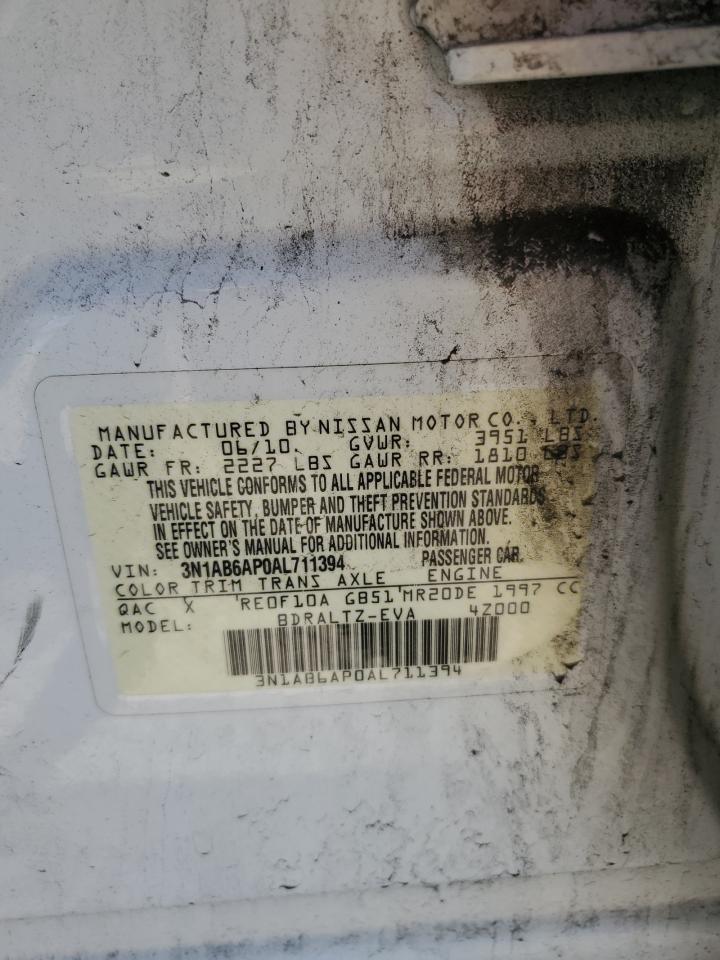 MANUFACTURED BY NISSAN MOTOR CO., LTD.
DATE: 06/10. GVWR: 3951 LBS
GAWR FR: 2227 LBS GAWR RR: 1810 LBS
THIS VEHICLE CONFORMS TO ALL APPLICABLE FEDERAL MOTOR
VEHICLE SAFETY, BUMPER AND THEFT PREVENTION STANDARDS
IN EFFECT ON THE DATE OF MANUFACTURE SHOWN ABOVE.
SEE OWNER'S MANUAL FOR ADDITIONAL INFORMATION.
VIN: 3N1AB6AP0AL711394 PASSENGER CAR.
COLOR TRIM TRANS AXLE ENGINE
QAC X RE0F10A GB51 MR20DE 1997 CC
MODEL: BDRALTZ-EVA 4Z000
3N1AB6AP0AL711394